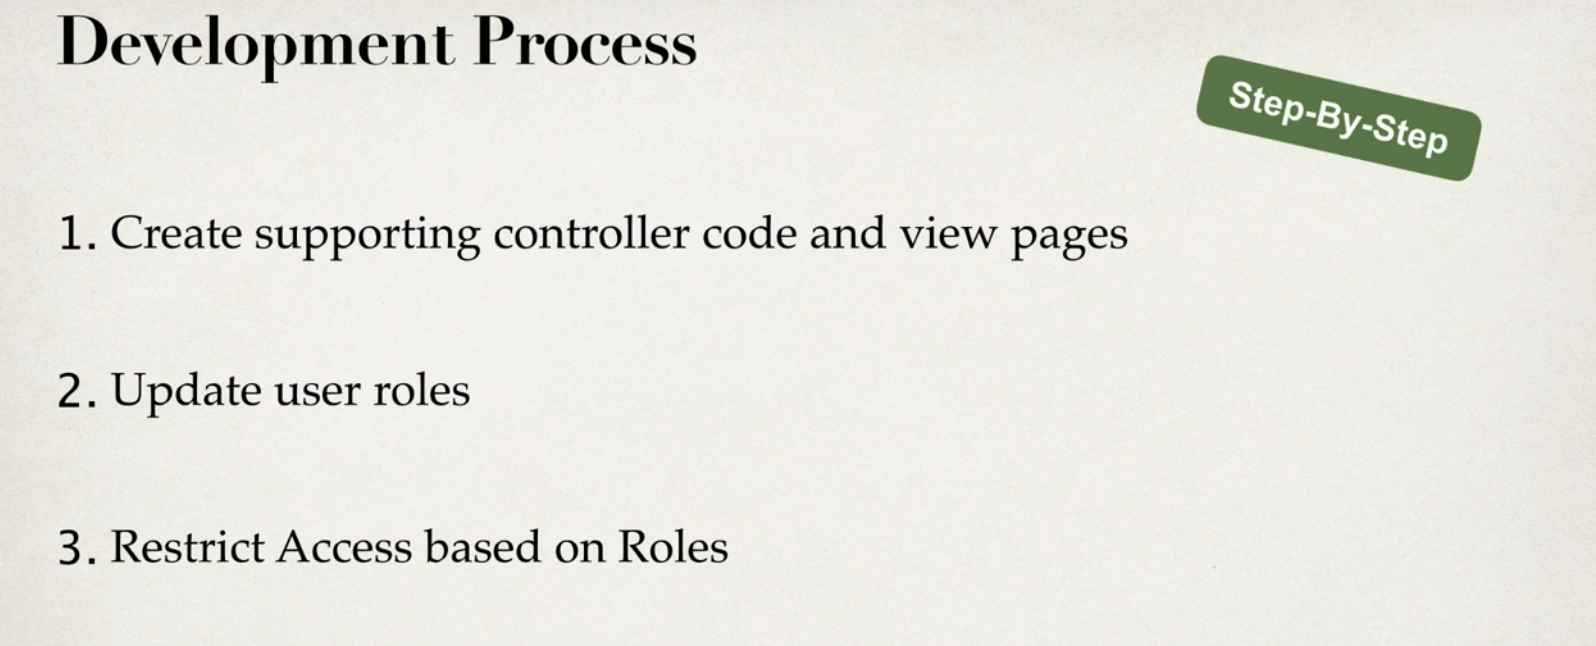 Development Process
Step-By-Step
1. Create supporting controller code and view pages
2. Update user roles
3. Restrict Access based on Roles